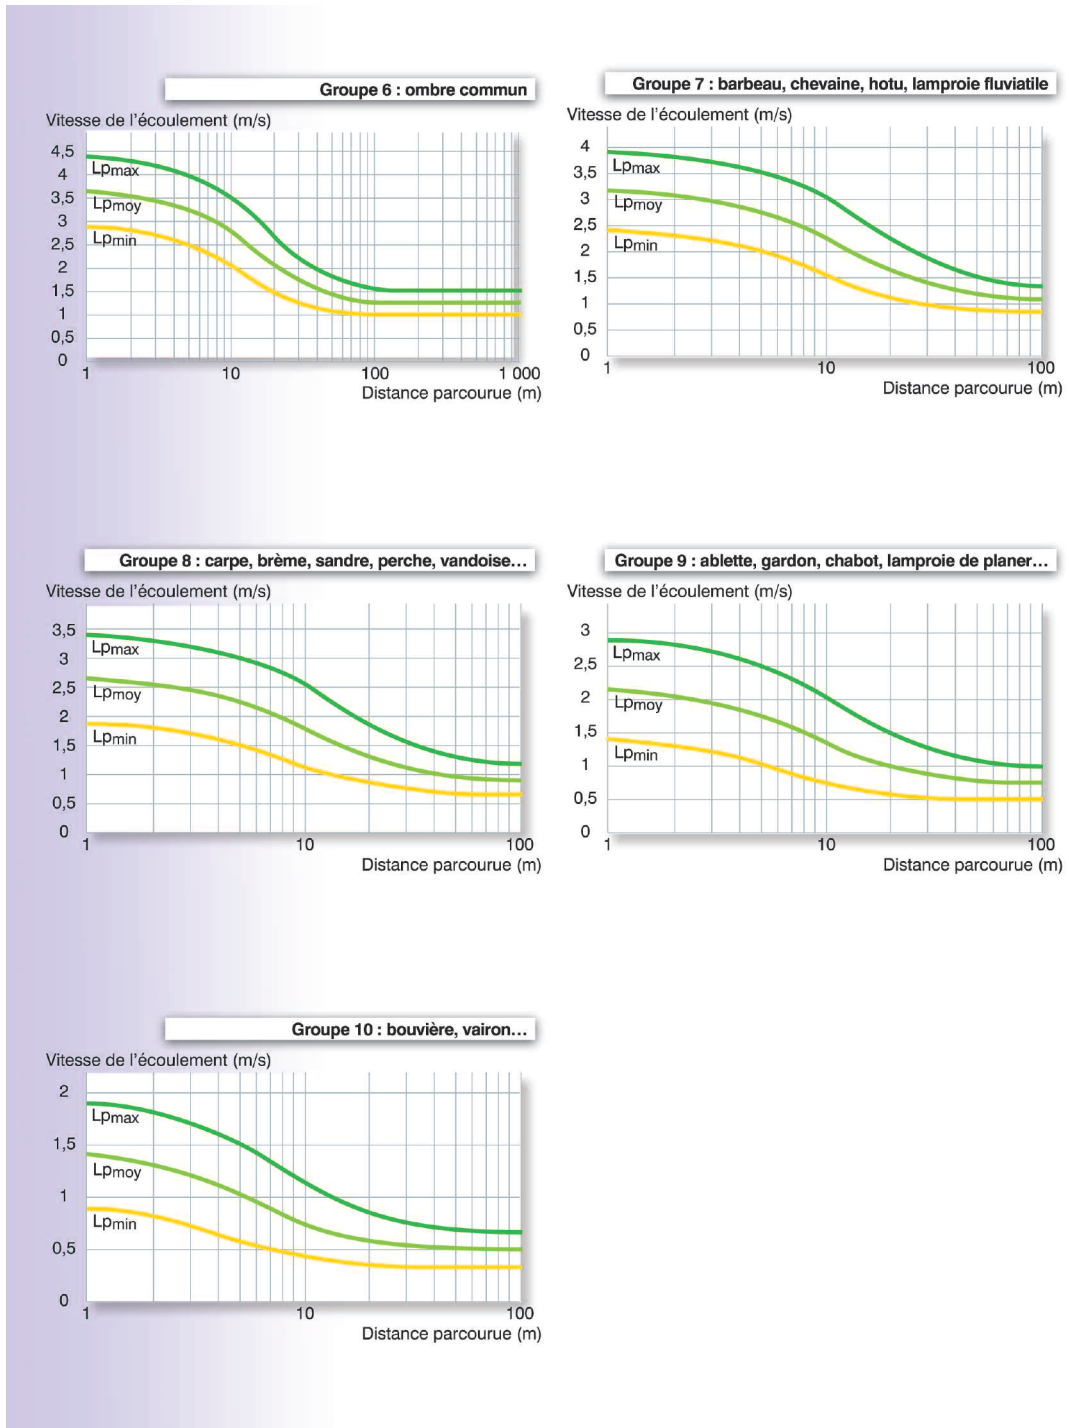 Groupe 6 : ombre commun
Vitesse de l'écoulement (m/s)
4,5
4
3,5
3
2,5
2
1,5
1
0,5
0
Lpmax
Lpmoy
Lpmin
1 10 100 1 000
Distance parcourue (m)
Groupe 7 : barbeau, chevaine, hotu, lamproie fluviatile
Vitesse de l'écoulement (m/s)
4
3,5
3
2,5
2
1,5
1
0,5
0
Lpmax
Lpmoy
Lpmin
1 10 100
Distance parcourue (m)
Groupe 8 : carpe, brème, sandre, perche, vandoise…
Vitesse de l'écoulement (m/s)
3,5
3
2,5
2
1,5
1
0,5
0
Lpmax
Lpmoy
Lpmin
1 10 100
Distance parcourue (m)
Groupe 9 : ablette, gardon, chabot, lamproie de planer…
Vitesse de l'écoulement (m/s)
3
2,5
2
1,5
1
0,5
0
Lpmax
Lpmoy
Lpmin
1 10 100
Distance parcourue (m)
Groupe 10 : bouvière, vairon…
Vitesse de l'écoulement (m/s)
2
1,5
1
0,5
0
Lpmax
Lpmoy
Lpmin
1 10 100
Distance parcourue (m)